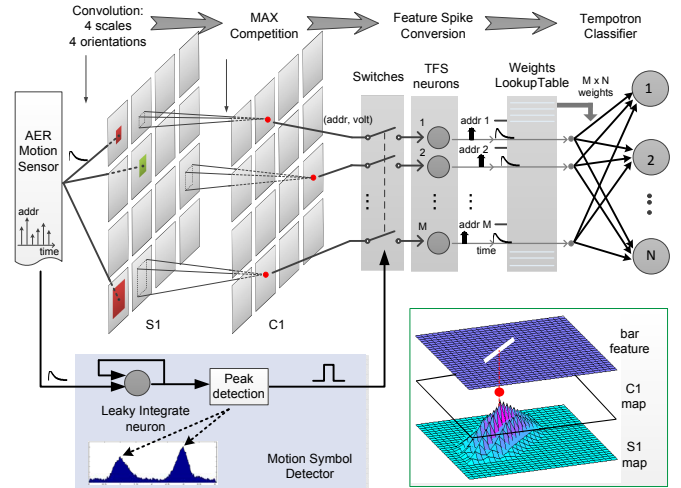 Convolution:
4 scales
4 orientations
MAX
Competition
Feature Spike
Conversion
Tempotron
Classifier
AER
Motion
Sensor
addr
time
Switches
TFS
neurons
Weights
LookupTable
M x N
weights
(addr, volt)
1
addr 1
2
addr 2
M
addr M
time
1
2
N
S1
C1
Leaky Integrate
neuron
Peak
detection
Motion Symbol
Detector
bar
feature
C1
map
S1
map